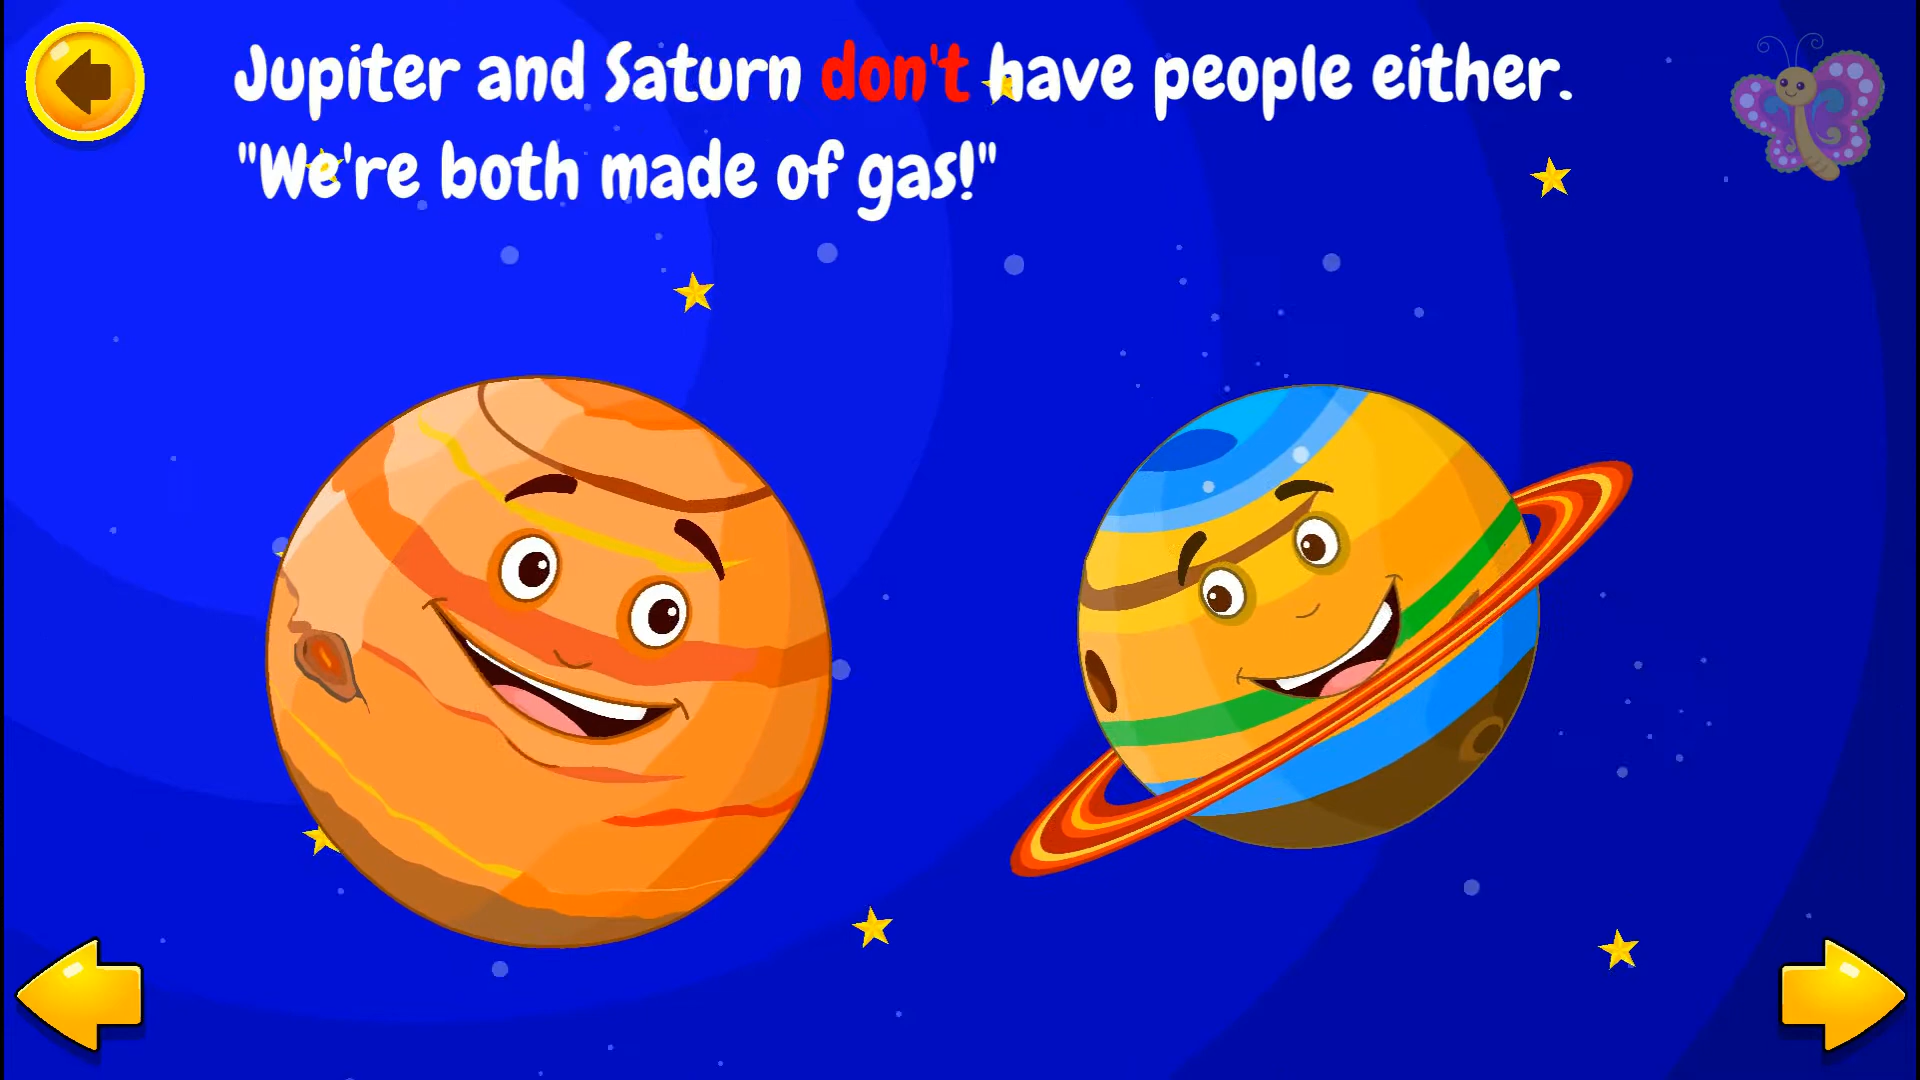 Jupiter and Saturn don't have people either.
"We're both made of gas!"